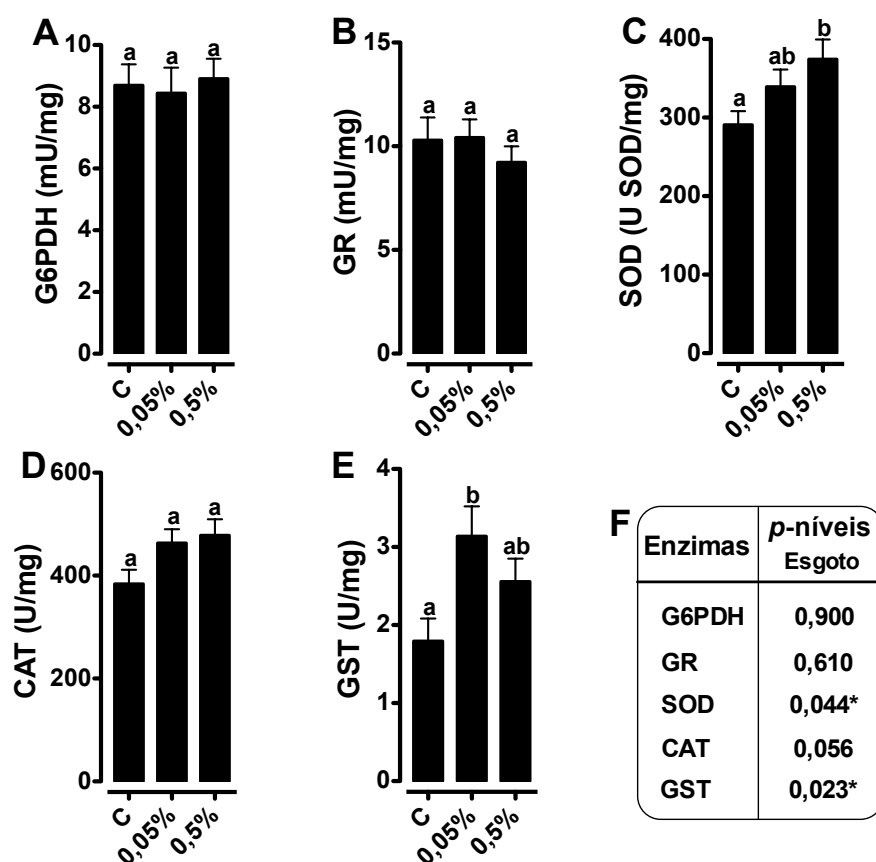 A
G6PDH (mU/mg)
10
8
6
4
2
0
a
a
a
C
0,05%
0,5%
B
GR (mU/mg)
15
10
5
0
a
a
a
C
0,05%
0,5%
C
SOD (U SOD/mg)
400
300
200
100
0
a
ab
b
C
0,05%
0,5%
D
CAT (U/mg)
600
400
200
0
a
a
a
C
0,05%
0,5%
E
GST (U/mg)
4
3
2
1
0
a
b
ab
C
0,05%
0,5%
F
Enzimas p-níveis
Esgoto
G6PDH 0,900
GR 0,610
SOD 0,044*
CAT 0,056
GST 0,023*